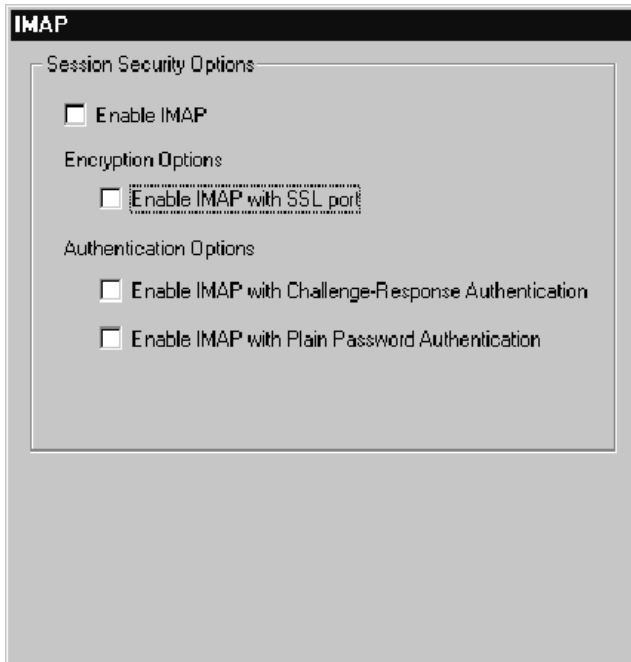 IMAP
Session Security Options
Enable IMAP
Encryption Options
Enable IMAP with SSL port
Authentication Options
Enable IMAP with Challenge-Response Authentication
Enable IMAP with Plain Password Authentication